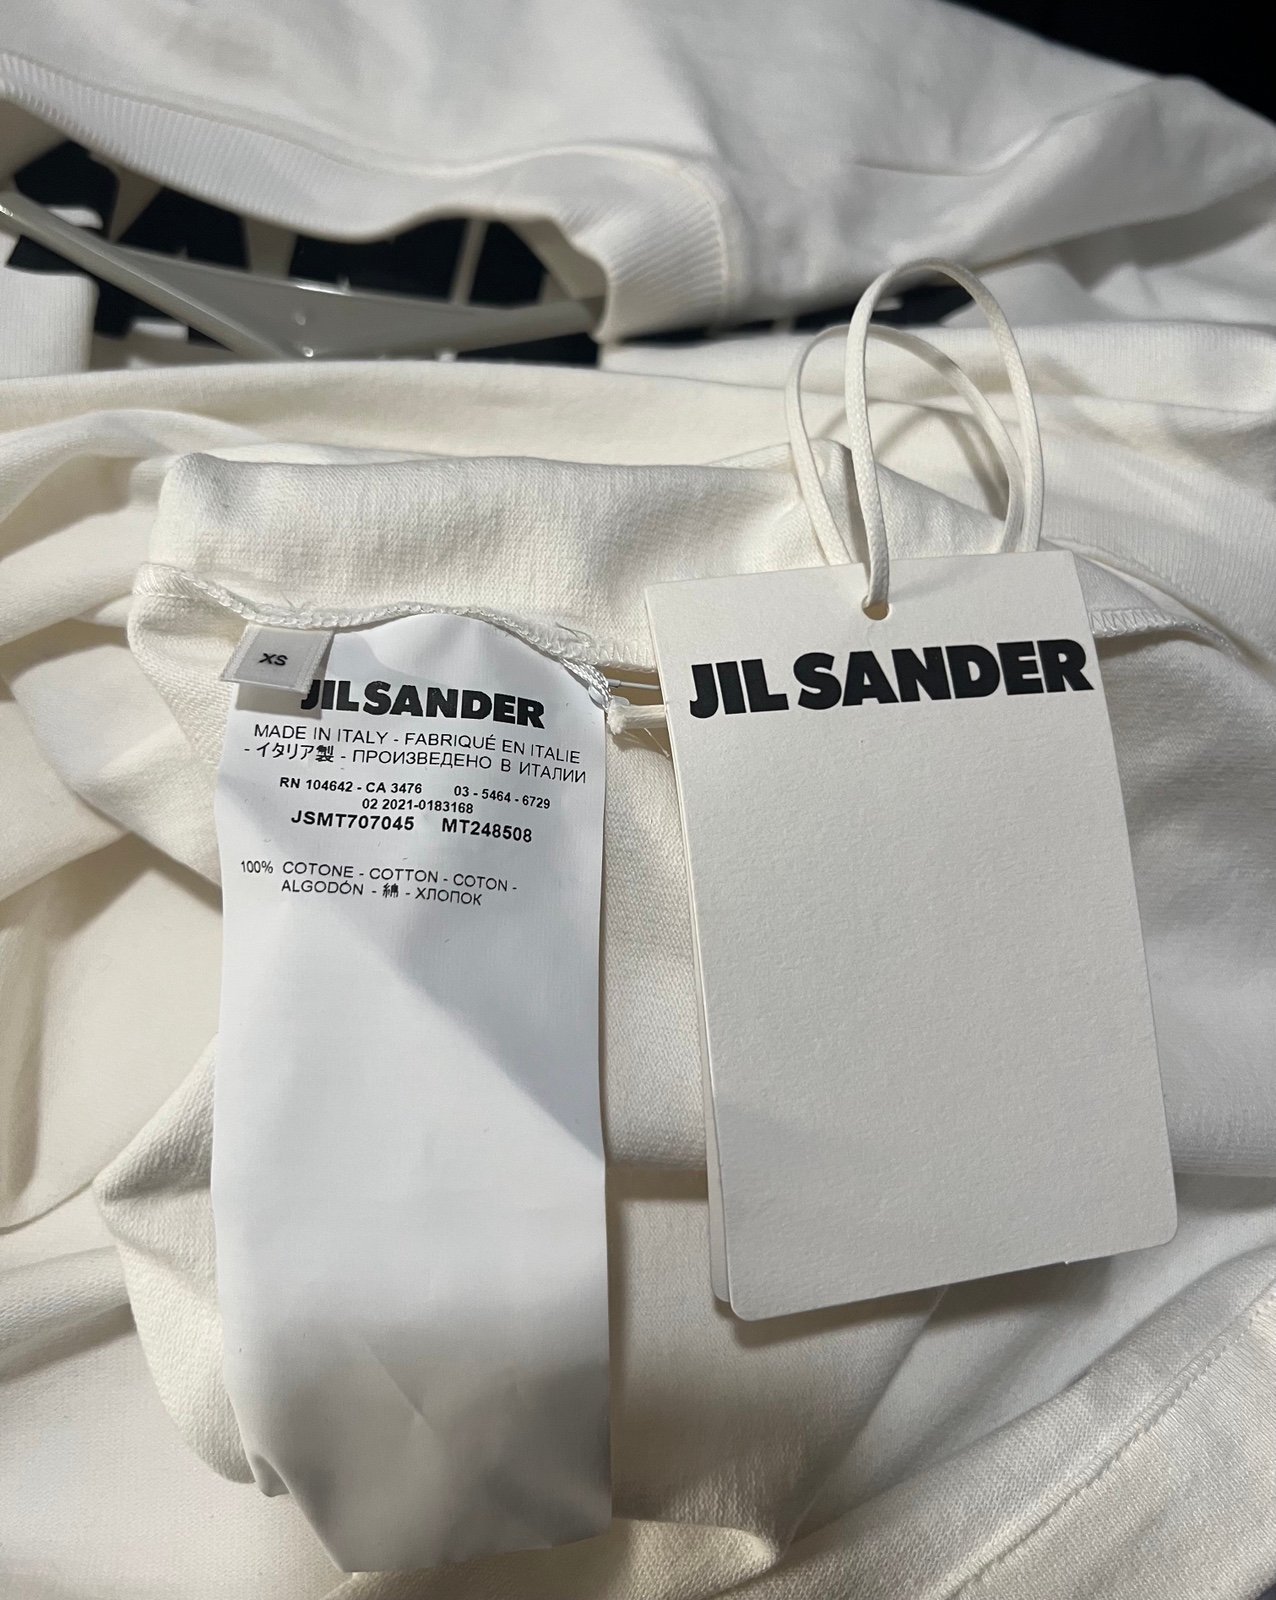 XS
JIL SANDER
MADE IN ITALY - FABRIQUÉ EN ITALIE
- イタリア製 - ПРОИЗВЕДЕНО В ИТАЛИИ
RN 104642 - CA 3476 03 - 5464 - 6729
02 2021-0183168
JSMT707045 MT248508
100% COTONE - COTTON - COTON -
ALGODÓN - 綿 - ХЛОПОК
JIL SANDER